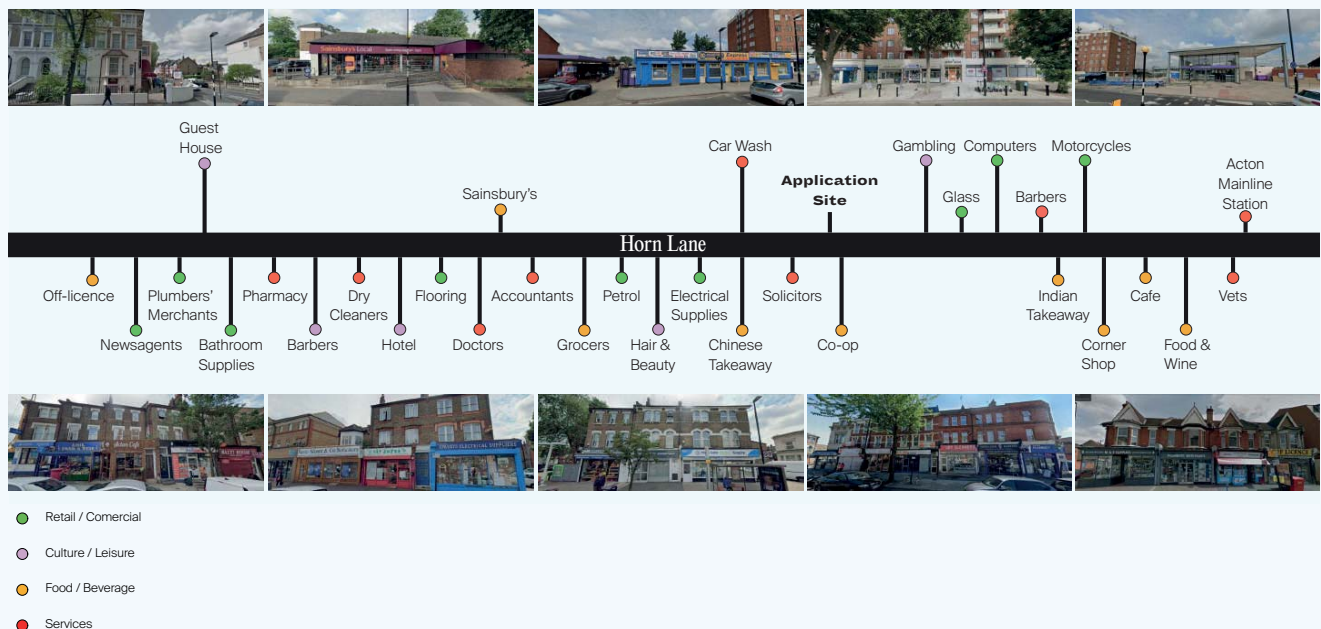 Sainsbury's Local
Guest
House
Sainsbury's
Car Wash
Application
Site
Gambling
Computers
Motorcycles
Glass
Barbers
Acton
Mainline
Station
Horn Lane
Off-licence
Newsagents
Plumbers'
Merchants
Bathroom
Supplies
Pharmacy
Barbers
Dry
Cleaners
Hotel
Flooring
Doctors
Accountants
Grocers
Petrol
Hair &
Beauty
Electrical
Supplies
Chinese
Takeaway
Solicitors
Co-op
Indian
Takeaway
Corner
Shop
Cafe
Food &
Wine
Vets
Retail / Comercial
Culture / Leisure
Food / Beverage
Services